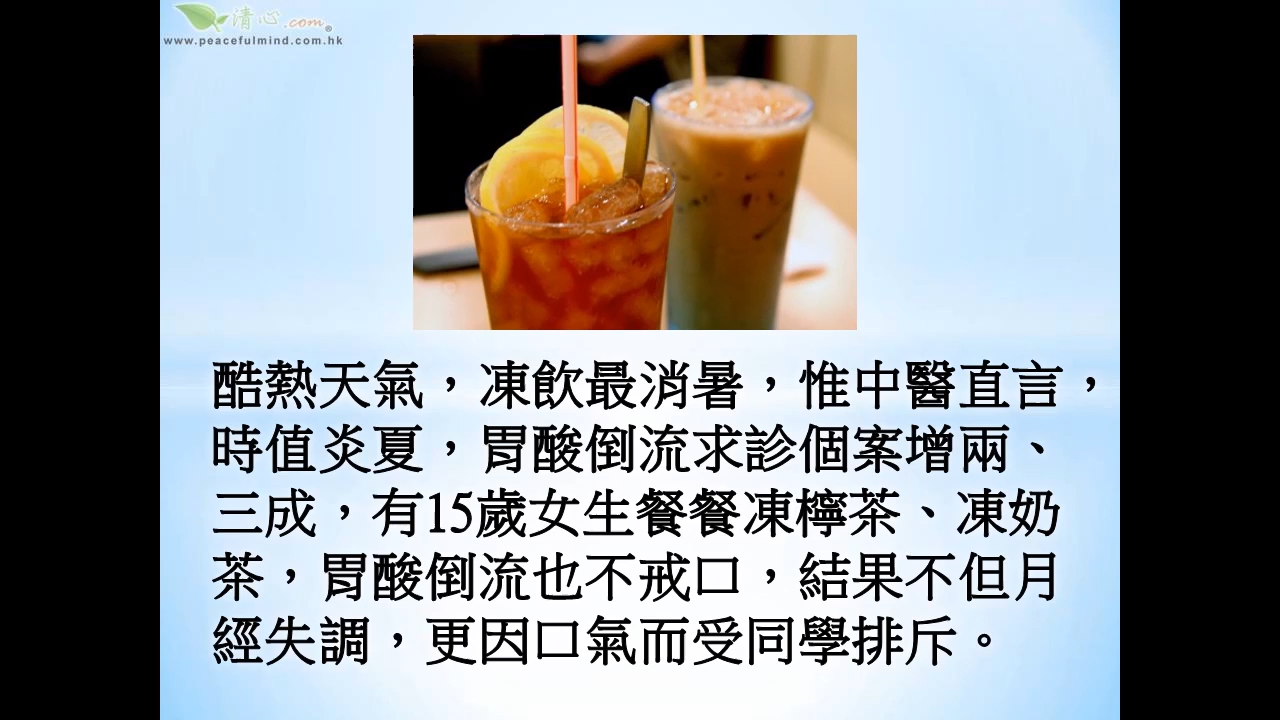 清心.com®
www.peacefulmind.com.hk
酷熱天氣，凍飲最消暑，惟中醫直言，
時值炎夏，胃酸倒流求診個案增兩、
三成，有15歲女生餐餐凍檸茶、凍奶
茶，胃酸倒流也不戒口，結果不但月
經失調，更因口氣而受同學排斥。